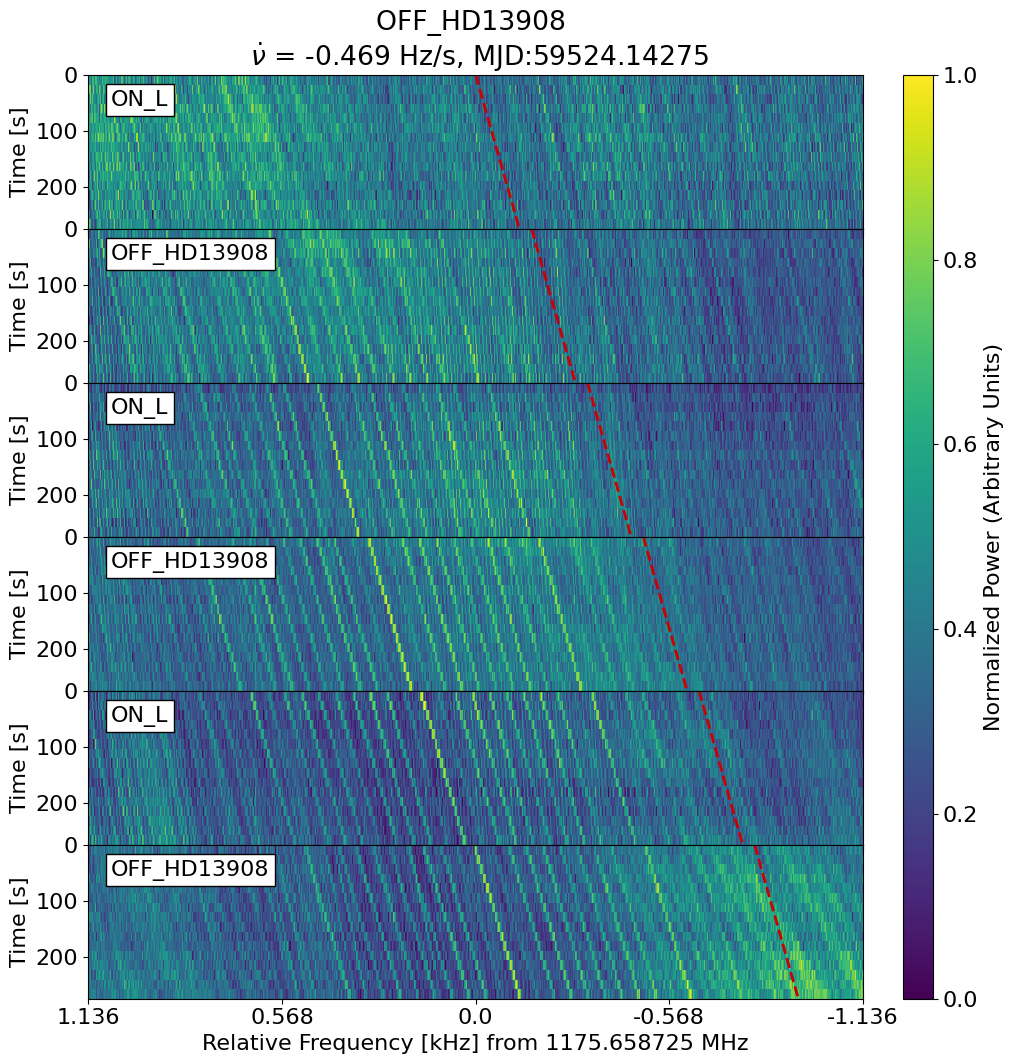 OFF_HD13908
ν̇ = -0.469 Hz/s, MJD:59524.14275
ON_L
OFF_HD13908
ON_L
OFF_HD13908
ON_L
OFF_HD13908
0
100
200
0
100
200
0
100
200
0
100
200
0
100
200
0
100
200
Time [s]
Time [s]
Time [s]
Time [s]
Time [s]
Time [s]
1.136
0.568
0.0
-0.568
-1.136
Relative Frequency [kHz] from 1175.658725 MHz
1.0
0.8
0.6
0.4
0.2
0.0
Normalized Power (Arbitrary Units)